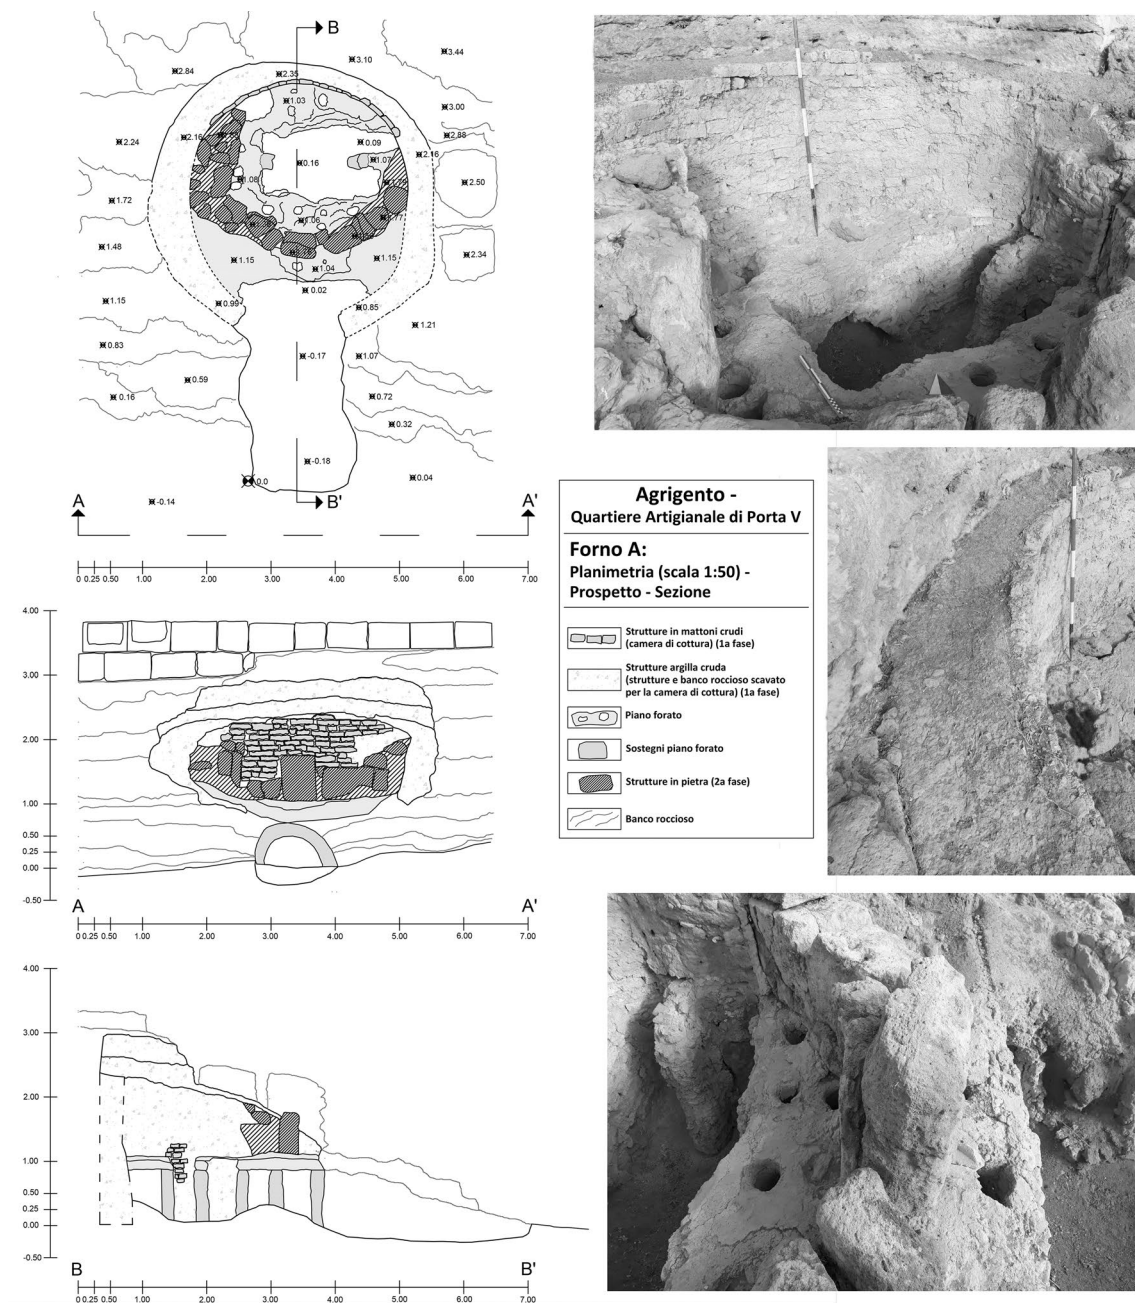 B
3.44
3.10
2.84
2.35
1.03
3.00
2.16
2.88
2.24
0.09
2.16
1.07
0.16
1.08
2.50
1.72
1.06
1.77
1.48
1.15
1.15
2.34
1.04
0.02
1.15
0.99
0.85
1.21
0.83
-0.17
1.07
0.59
0.16
0.72
0.32
-0.18
0.0
0.04
-0.14
B'
A
A'
0 0.25 0.50 1.00 2.00 3.00 4.00 5.00 6.00 7.00
Agrigento -
Quartiere Artigianale di Porta V
Forno A:
Planimetria (scala 1:50) -
Prospetto - Sezione
Strutture in mattoni crudi
(camera di cottura) (1a fase)
Strutture argilla cruda
(strutture e banco roccioso scavato
per la camera di cottura) (1a fase)
Piano forato
Sostegni piano forato
Strutture in pietra (2a fase)
Banco roccioso
4.00
3.00
2.00
1.00
0.50
0.25
0.00
-0.50
A
A'
0 0.25 0.50 1.00 2.00 3.00 4.00 5.00 6.00 7.00
4.00
3.00
2.00
1.00
0.50
0.25
0.00
-0.50
B
B'
0 0.25 0.50 1.00 2.00 3.00 4.00 5.00 6.00 7.00